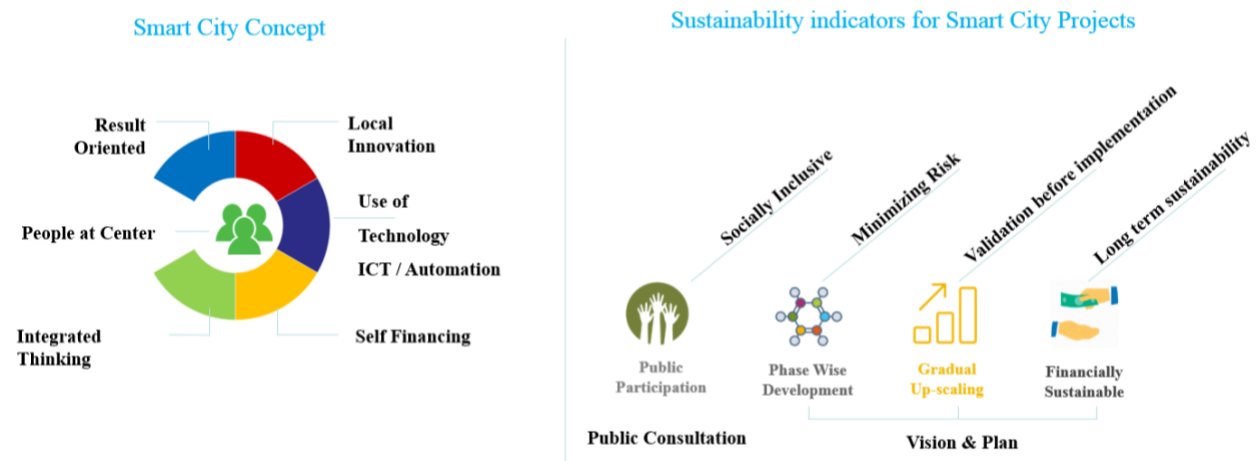 Smart City Concept
Result
Oriented
Local
Innovation
People at Center
Use of
Technology
ICT / Automation
Integrated
Thinking
Self Financing
Sustainability indicators for Smart City Projects
Socially Inclusive
Minimizing Risk
Validation before implementation
Long term sustainability
Public
Participation
Phase Wise
Development
Gradual
Up-scaling
Financially
Sustainable
Public Consultation
Vision & Plan